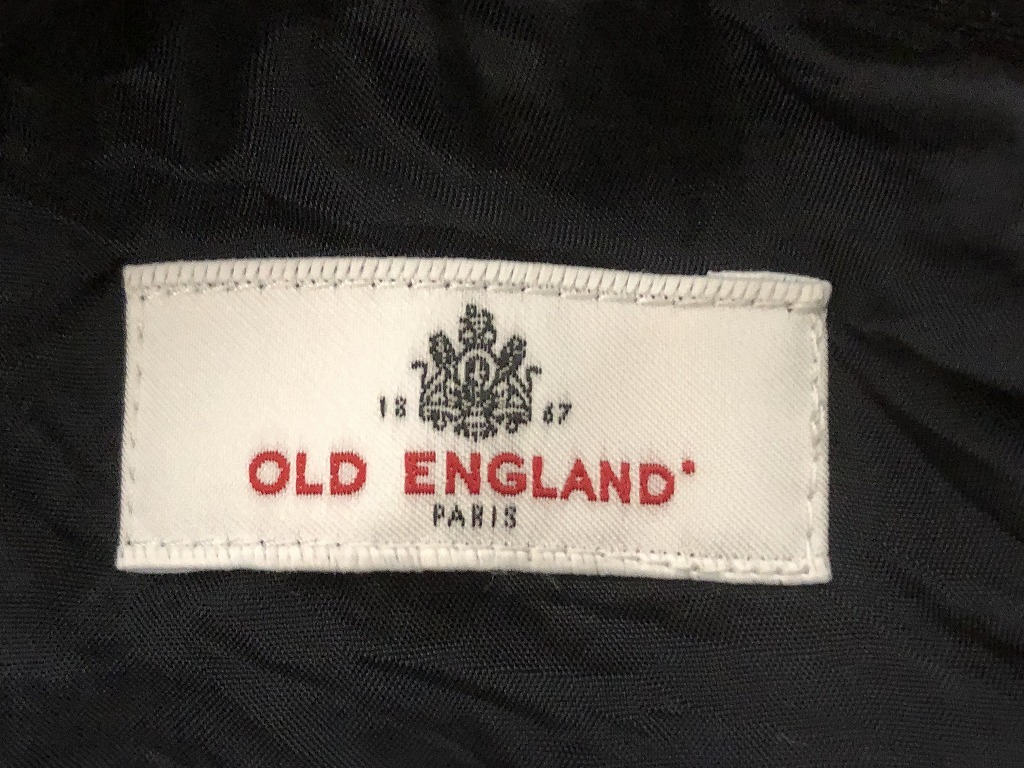 18 67
OLD ENGLAND
PARIS